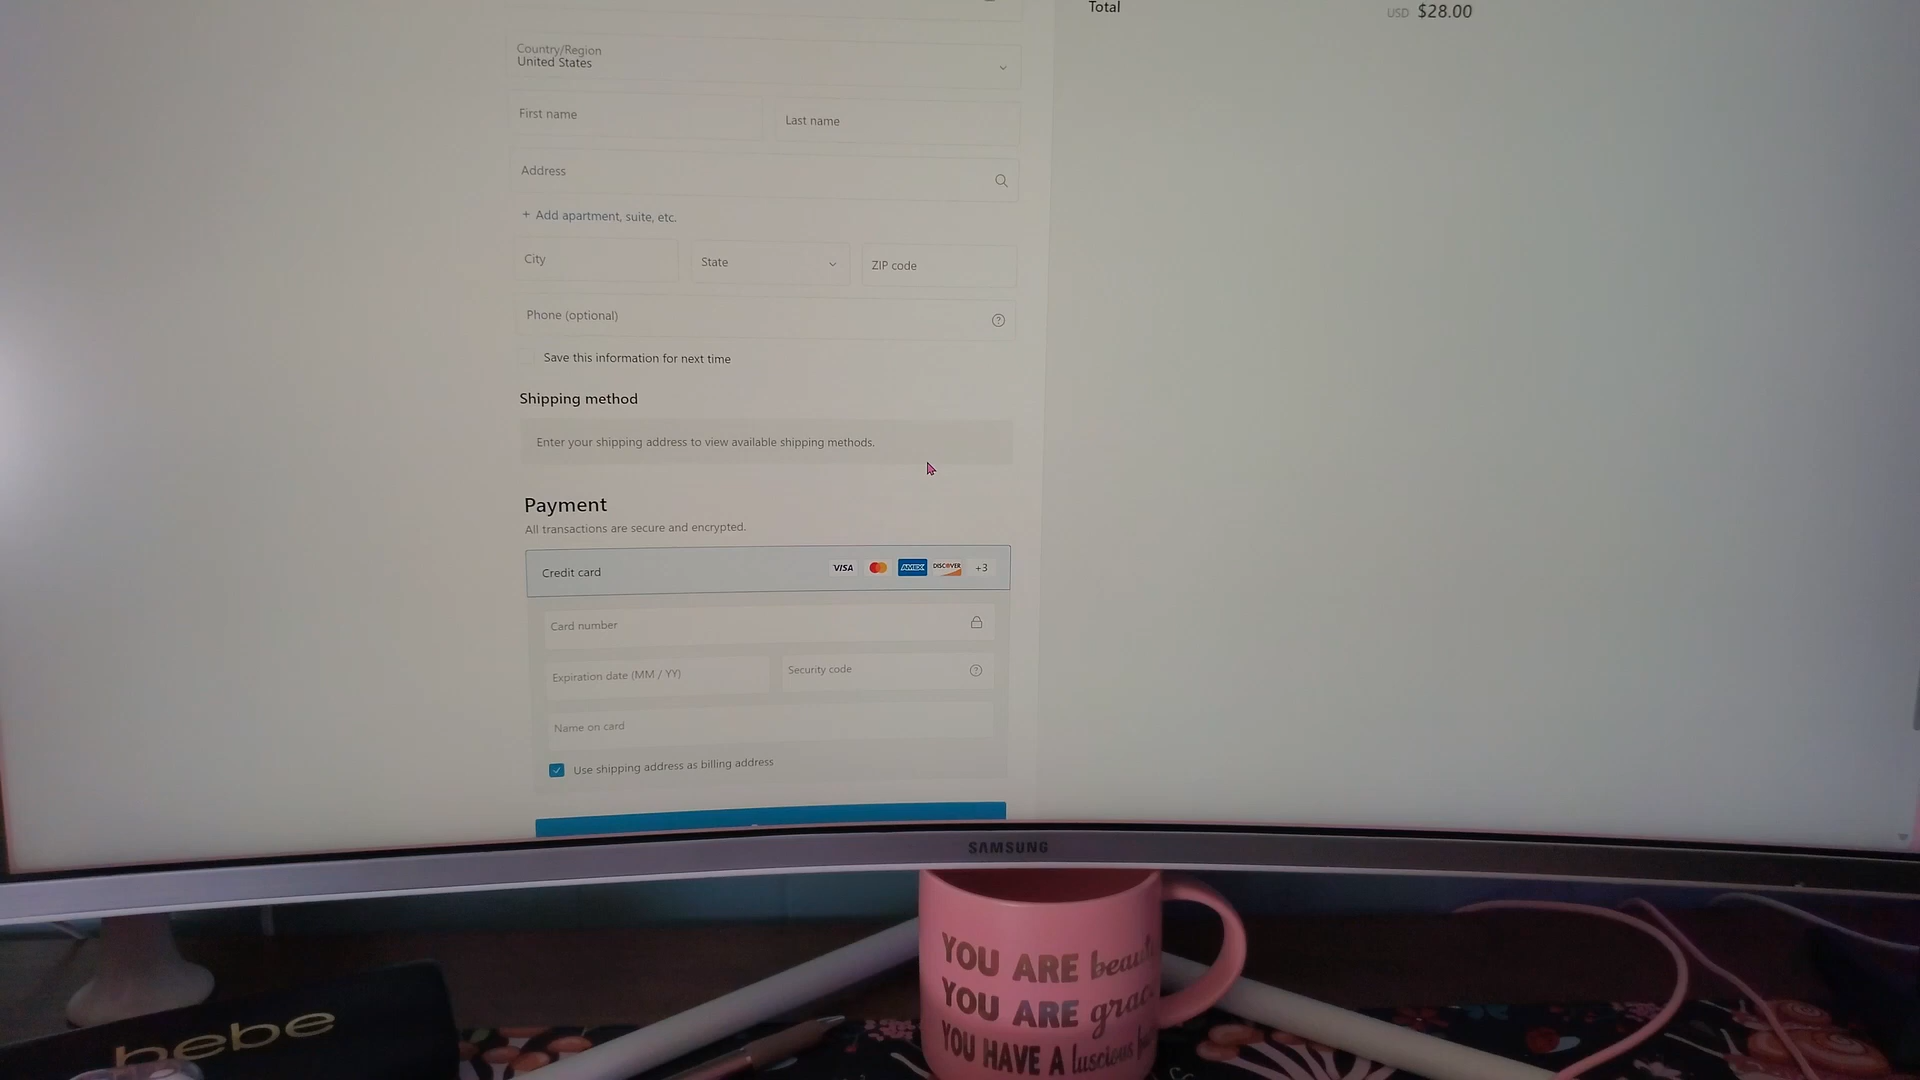 Total
USD $28.00
Country/Region
United States
First name
Last name
Address
+ Add apartment, suite, etc.
City
State
ZIP code
Phone (optional)
Save this information for next time
Shipping method
Enter your shipping address to view available shipping methods.
Payment
All transactions are secure and encrypted.
Credit card
VISA
AMEX
DISCOVER
+3
Card number
Expiration date (MM / YY)
Security code
Name on card
Use shipping address as billing address
SAMSUNG
YOU ARE
YOU ARE
YOU HAVE A luscious
bebe